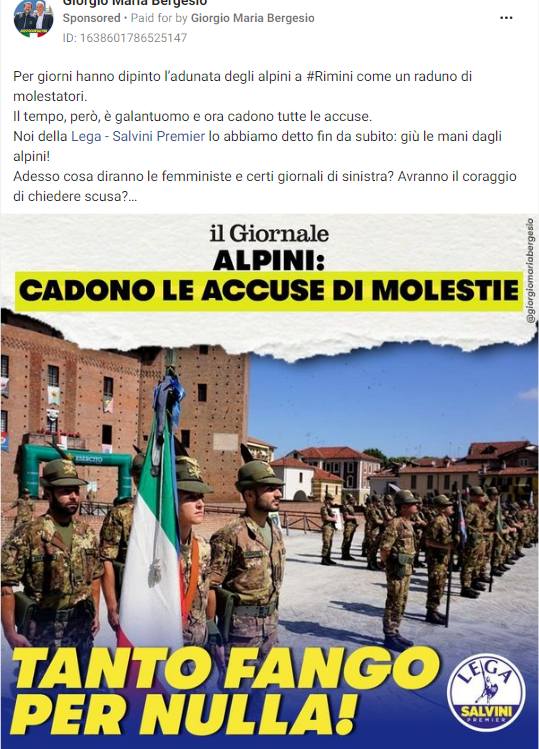 Giorgio Maria Bergesio
Sponsored • Paid for by Giorgio Maria Bergesio
ID: 1638601786525147
Per giorni hanno dipinto l'adunata degli alpini a #Rimini come un raduno di
molestatori.
Il tempo, però, è galantuomo e ora cadono tutte le accuse.
Noi della Lega - Salvini Premier lo abbiamo detto fin da subito: giù le mani dagli
alpini!
Adesso cosa diranno le femministe e certi giornali di sinistra? Avranno il coraggio
di chiedere scusa?...
il Giornale
ALPINI:
CADONO LE ACCUSE DI MOLESTIE
@giorgiomariabergesio
ESERCITO
TANTO FANGO
PER NULLA!
LEGA
SALVINI
PREMIER